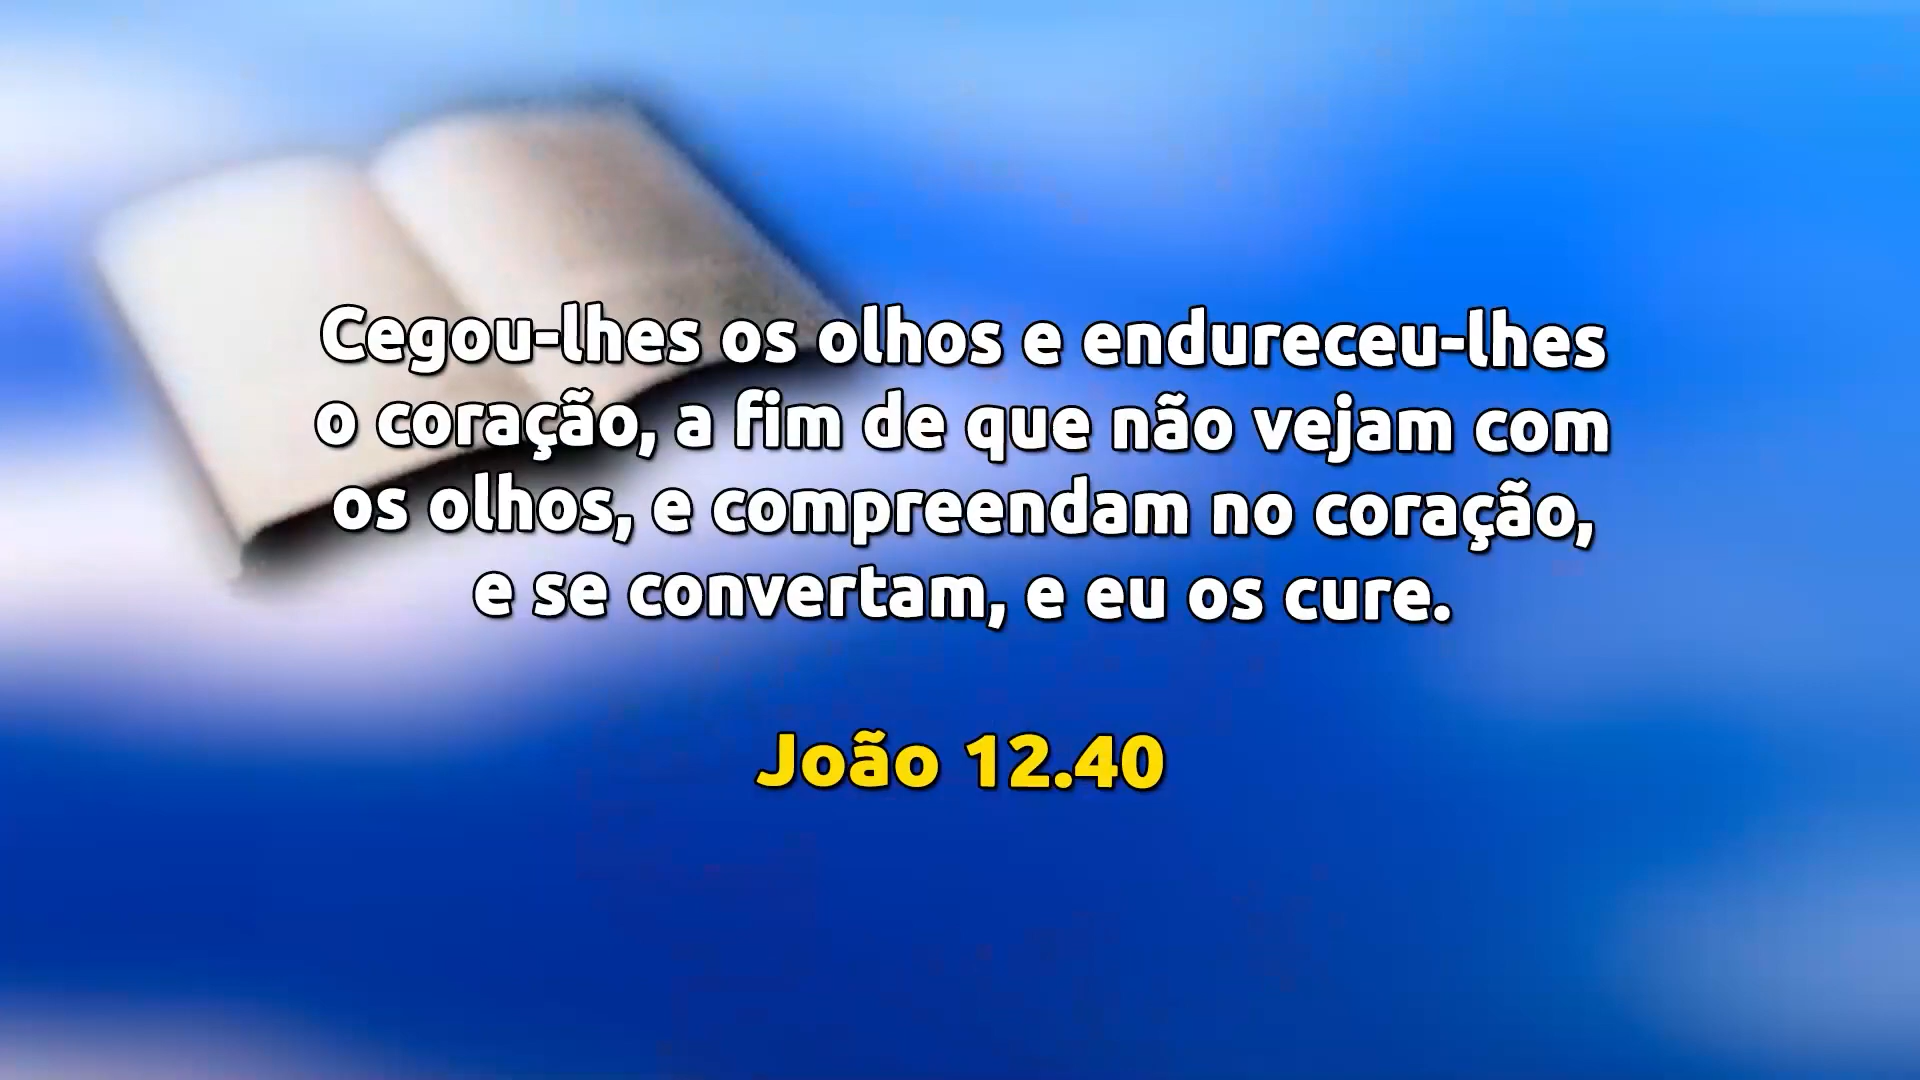 Cegou-lhes os olhos e endureceu-lhes
o coração, a fim de que não vejam com
os olhos, e compreendam no coração,
e se convertam, e eu os cure.
João 12.40